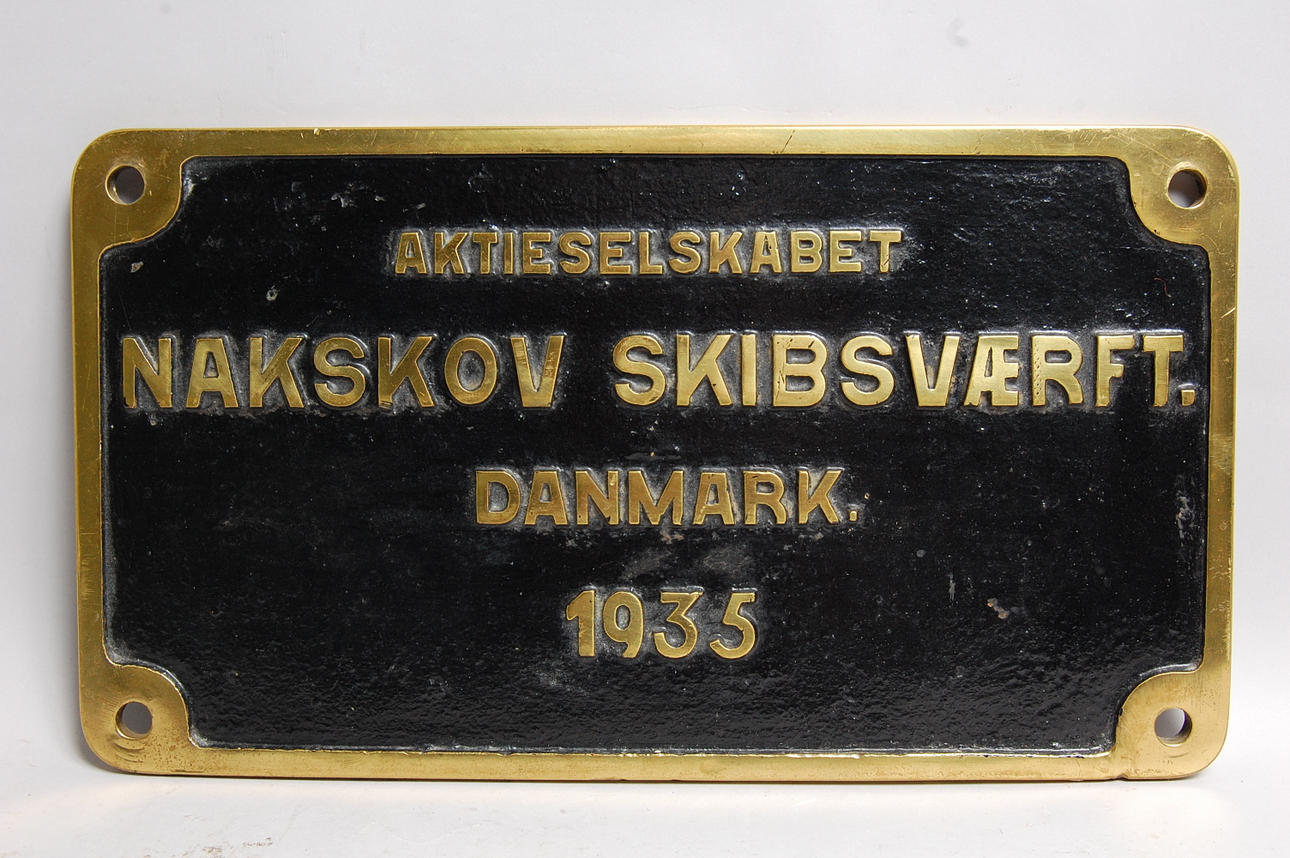 AKTIESELSKABET
NAKSKOV SKIBSVÆRFT.
DANMARK.
1935